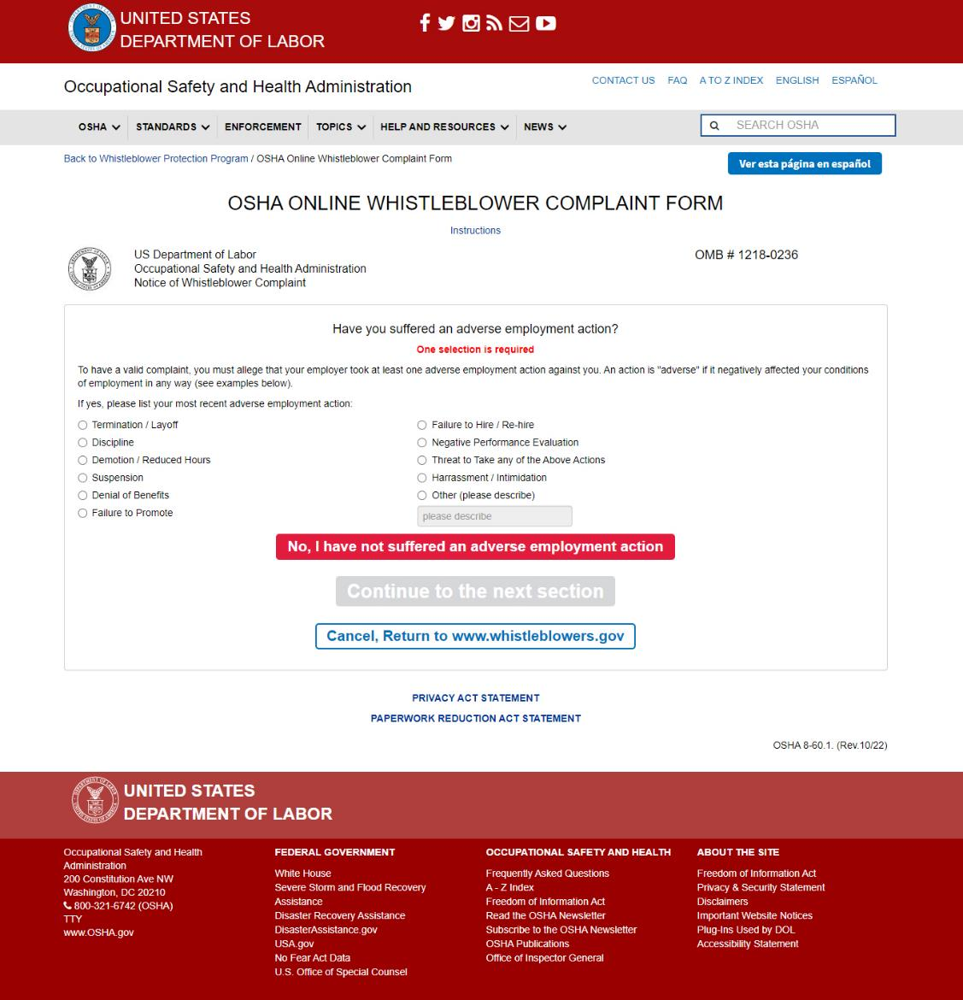 UNITED STATES
DEPARTMENT OF LABOR
Occupational Safety and Health Administration
CONTACT US FAQ A TO Z INDEX ENGLISH ESPAÑOL
OSHA STANDARDS ENFORCEMENT TOPICS HELP AND RESOURCES NEWS SEARCH OSHA
Back to Whistleblower Protection Program / OSHA Online Whistleblower Complaint Form
Ver esta página en español
OSHA ONLINE WHISTLEBLOWER COMPLAINT FORM
Instructions
US Department of Labor
Occupational Safety and Health Administration
Notice of Whistleblower Complaint
OMB # 1218-0236
Have you suffered an adverse employment action?
One selection is required
To have a valid complaint, you must allege that your employer took at least one adverse employment action against you. An action is "adverse" if it negatively affected your conditions
of employment in any way (see examples below).
If yes, please list your most recent adverse employment action:
Termination / Layoff
Discipline
Demotion / Reduced Hours
Suspension
Denial of Benefits
Failure to Promote
Failure to Hire / Re-hire
Negative Performance Evaluation
Threat to Take any of the Above Actions
Harrassment / Intimidation
Other (please describe)
please describe
No, I have not suffered an adverse employment action
Continue to the next section
Cancel, Return to www.whistleblowers.gov
PRIVACY ACT STATEMENT
PAPERWORK REDUCTION ACT STATEMENT
OSHA 8-60.1. (Rev.10/22)
UNITED STATES
DEPARTMENT OF LABOR
Occupational Safety and Health
Administration
200 Constitution Ave NW
Washington, DC 20210
800-321-6742 (OSHA)
TTY
www.OSHA.gov
FEDERAL GOVERNMENT
White House
Severe Storm and Flood Recovery
Assistance
Disaster Recovery Assistance
DisasterAssistance.gov
USA.gov
No Fear Act Data
U.S. Office of Special Counsel
OCCUPATIONAL SAFETY AND HEALTH
Frequently Asked Questions
A - Z Index
Freedom of Information Act
Read the OSHA Newsletter
Subscribe to the OSHA Newsletter
OSHA Publications
Office of Inspector General
ABOUT THE SITE
Freedom of Information Act
Privacy & Security Statement
Disclaimers
Important Website Notices
Plug-Ins Used by DOL
Accessibility Statement